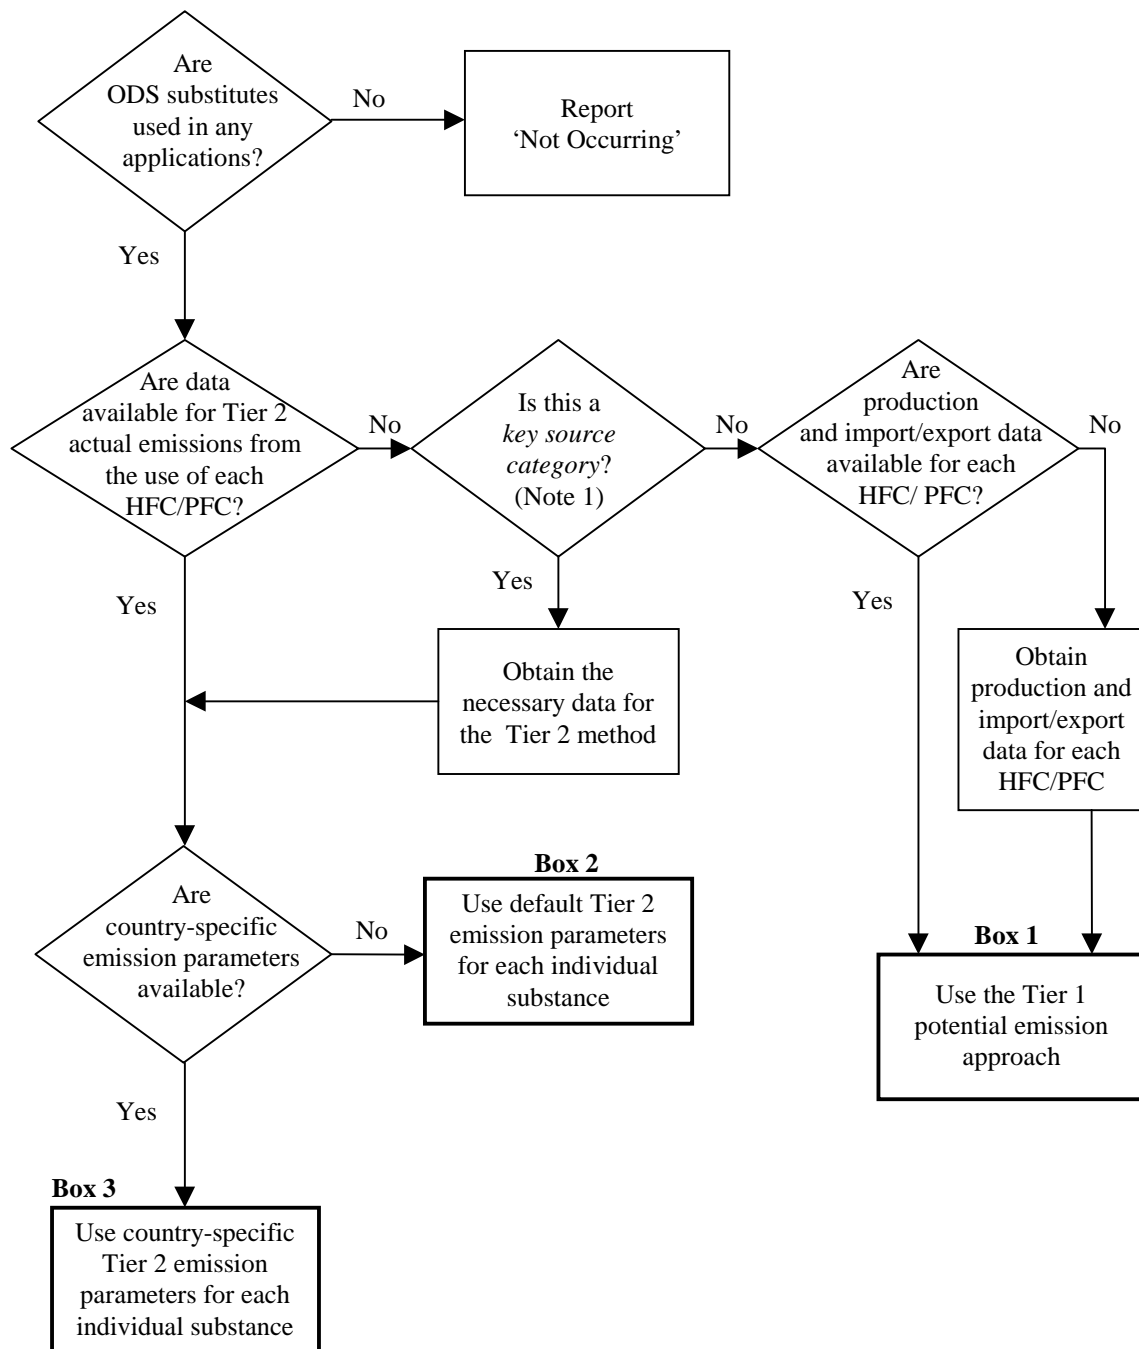 Are
ODS substitutes
used in any
applications?
No
Report
‘Not Occurring’
Yes
Are data
available for Tier 2
actual emissions from
the use of each
HFC/PFC?
No
Is this a
key source
category?
(Note 1)
No
Are
production
and import/export data
available for each
HFC/ PFC?
No
Yes
Yes
Yes
Obtain the
necessary data for
the Tier 2 method
Obtain
production and
import/export
data for each
HFC/PFC
Are
country-specific
emission parameters
available?
No
Box 2
Use default Tier 2
emission parameters
for each individual
substance
Box 1
Use the Tier 1
potential emission
approach
Yes
Box 3
Use country-specific
Tier 2 emission
parameters for each
individual substance